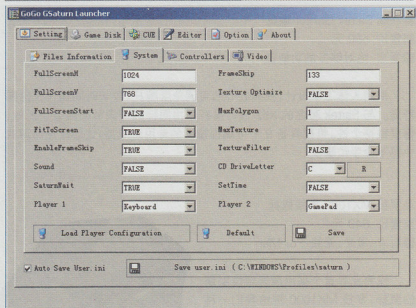 GoGo GSaturn Launcher
Setting Game Disk CUE Editor Option About
Files Information System Controllers Video
FullScreenH 1024 FrameSkip 133
FullScreenV 768 Texture Optimize FALSE
FullScreenStart FALSE MaxPolygon 1
FitToScreen TRUE MaxTexture 1
EnableFrameSkip TRUE TextureFilter FALSE
Sound FALSE CD DriveLetter C R
SaturnWait TRUE SetTime FALSE
Player 1 Keyboard Player 2 GamePad
Load Player Configuration Default Save
Auto Save User.ini Save user.ini ( C:\WINDOWS\Profiles\saturn )